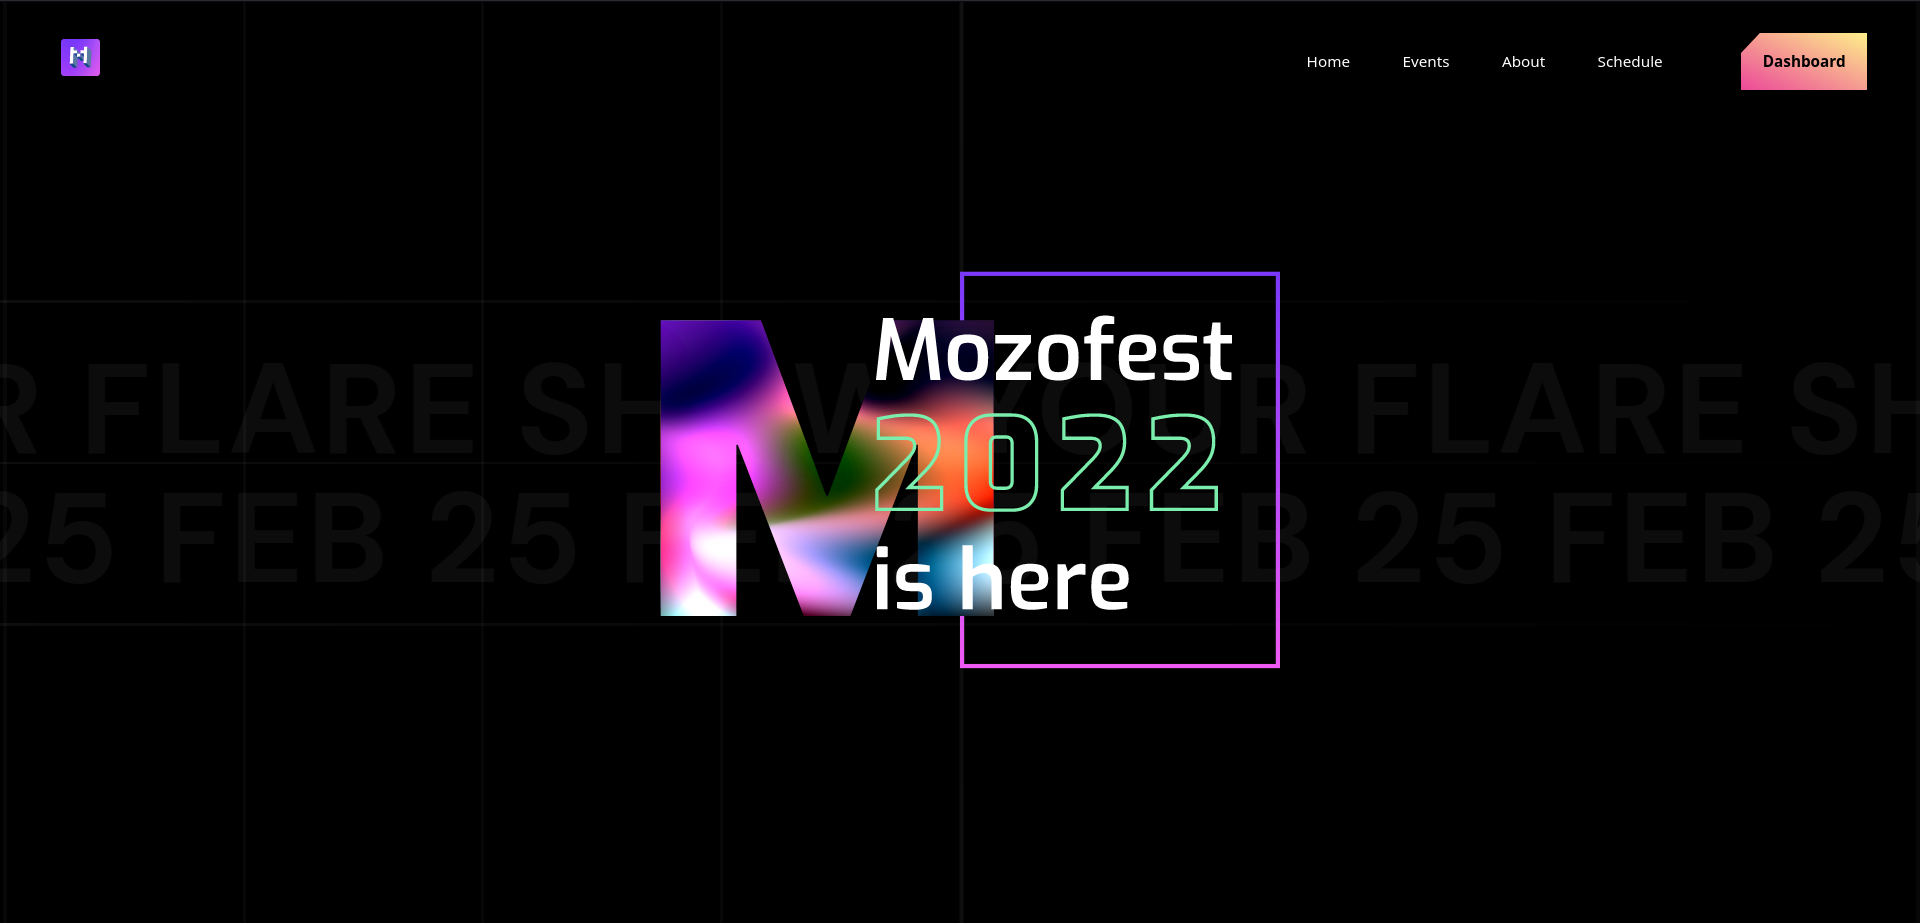 Home Events About Schedule Dashboard
M
Mozofest
2022
is here
R FLARE SH W YOUR FLARE SH
25 FEB 25 FE 25 FEB 25 FEB 25